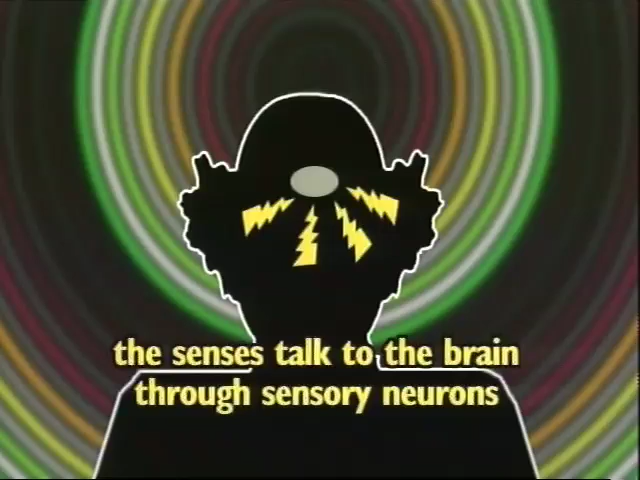 the senses talk to the brain
through sensory neurons